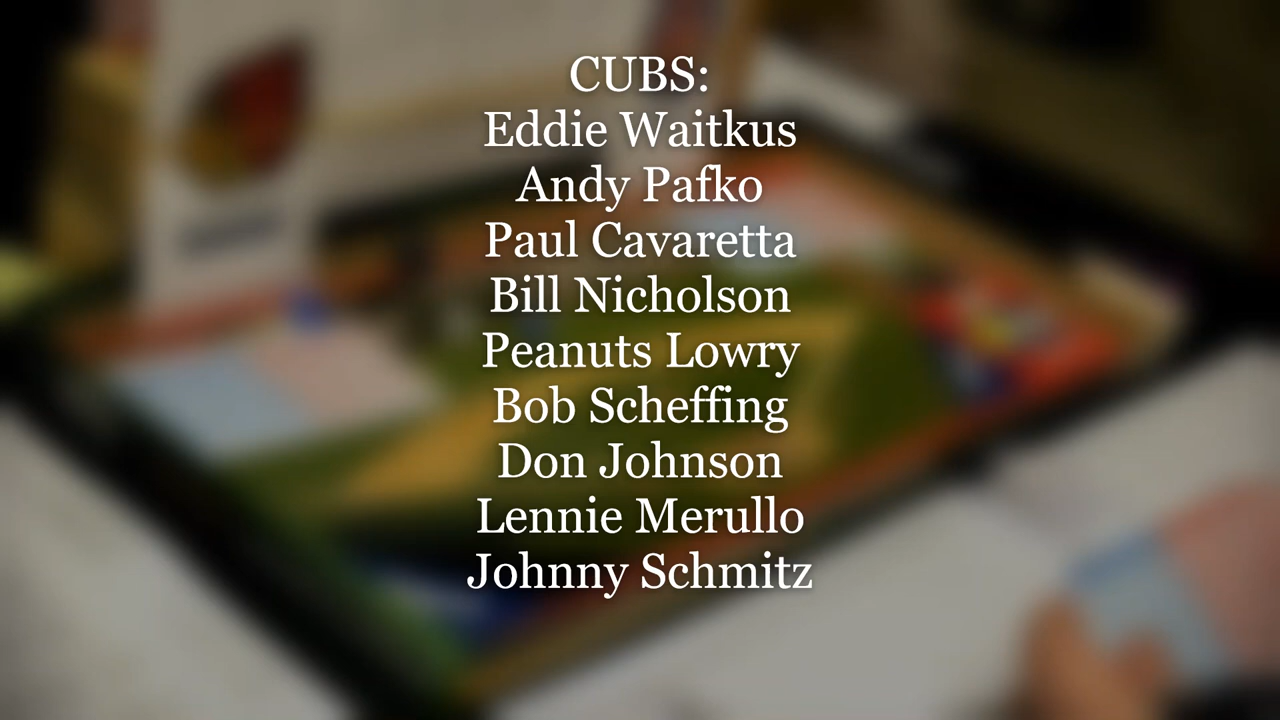 CUBS:
Eddie Waitkus
Andy Pafko
Paul Cavaretta
Bill Nicholson
Peanuts Lowry
Bob Scheffing
Don Johnson
Lennie Merullo
Johnny Schmitz